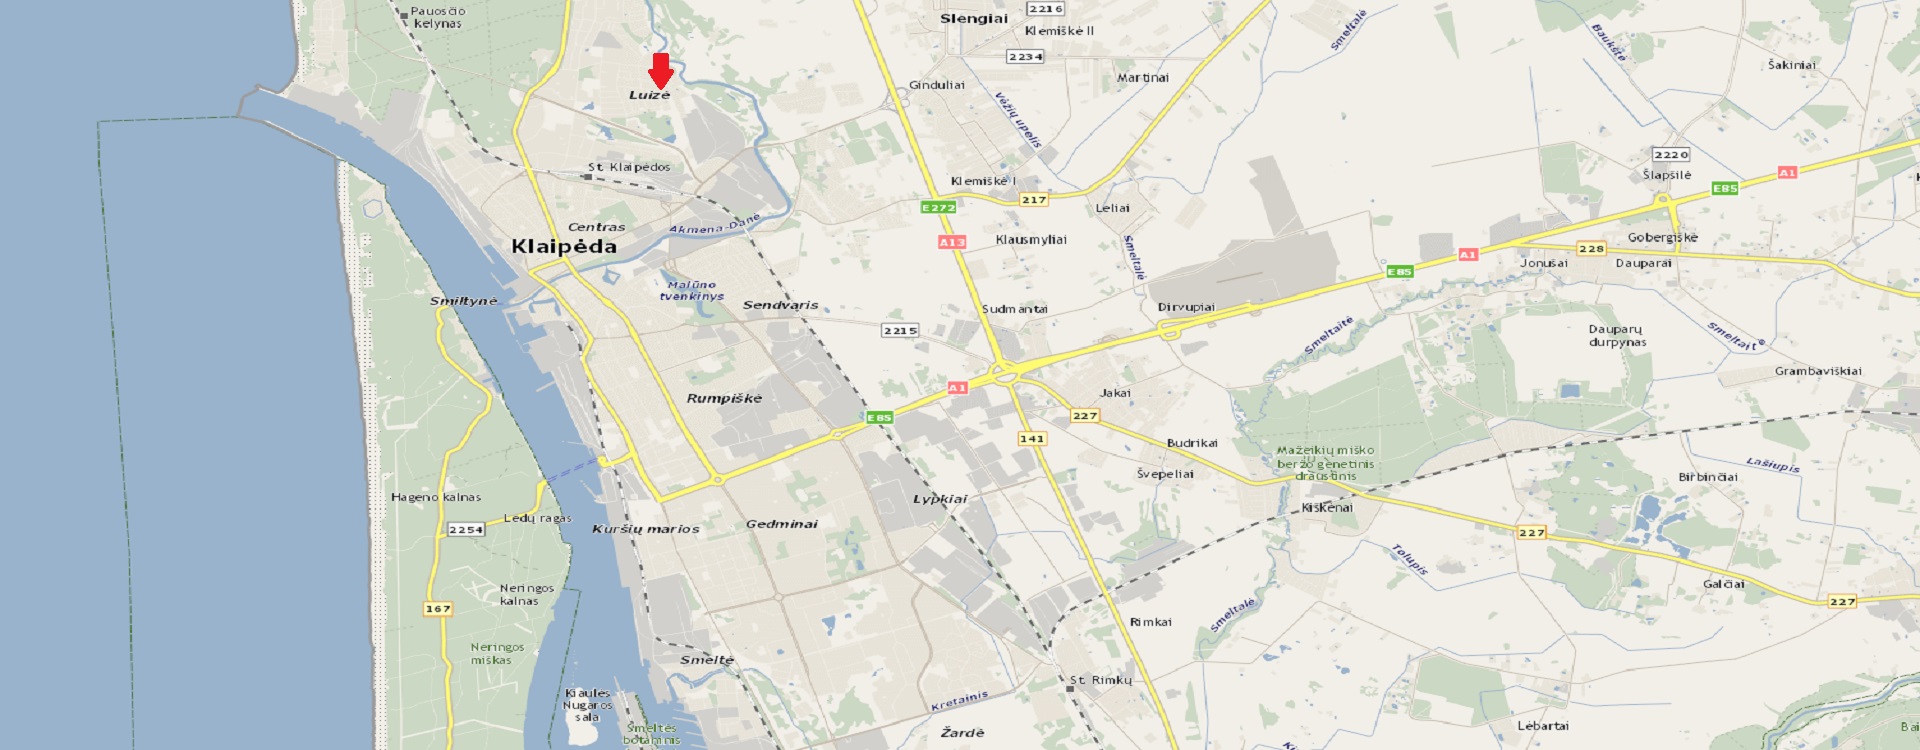 Pauosčio
kelynas
Slengiai
2216
Klemiškė II
2234
Smeltalė
Baukštė
Šakiniai
Luizė
Ginduliai
Martinai
Vėžių upelis
St. Klaipėdos
2220
Šlapšilė
A1
E85
Klemiškė I
217
E272
Leliai
Akmena-Danė
Centras
Klaipėda
A13
Klausmyliai
Smeltalė
Gobergiškė
228
A1
E85
Jonušai
Dauparai
Malūno
tvenkinys
Smiltynė
Sendvaris
Sudmantai
Dirvupiai
2215
Smeltaitė
Dauparų
durpynas
Smeltaitė
Grambaviškiai
A1
Rumpiškė
Jakai
E85
227
141
Budrikai
Mažeikių miško
beržo genetinis
draustinis
Švepeliai
Lašiupis
Birbinčiai
Hageno kalnas
Lypkiai
Kiškėnai
Ledų ragas
2254
Kuršių marios
Gedminai
227
Tolupis
Neringos
kalnas
Galčiai
227
167
Smeltalė
Rimkai
Neringos
miškas
Smeltė
St. Rimkų
Kiaulės
Nugaros
sala
Kretainis
Smeltės
botaninis
Žardė
Lėbartai